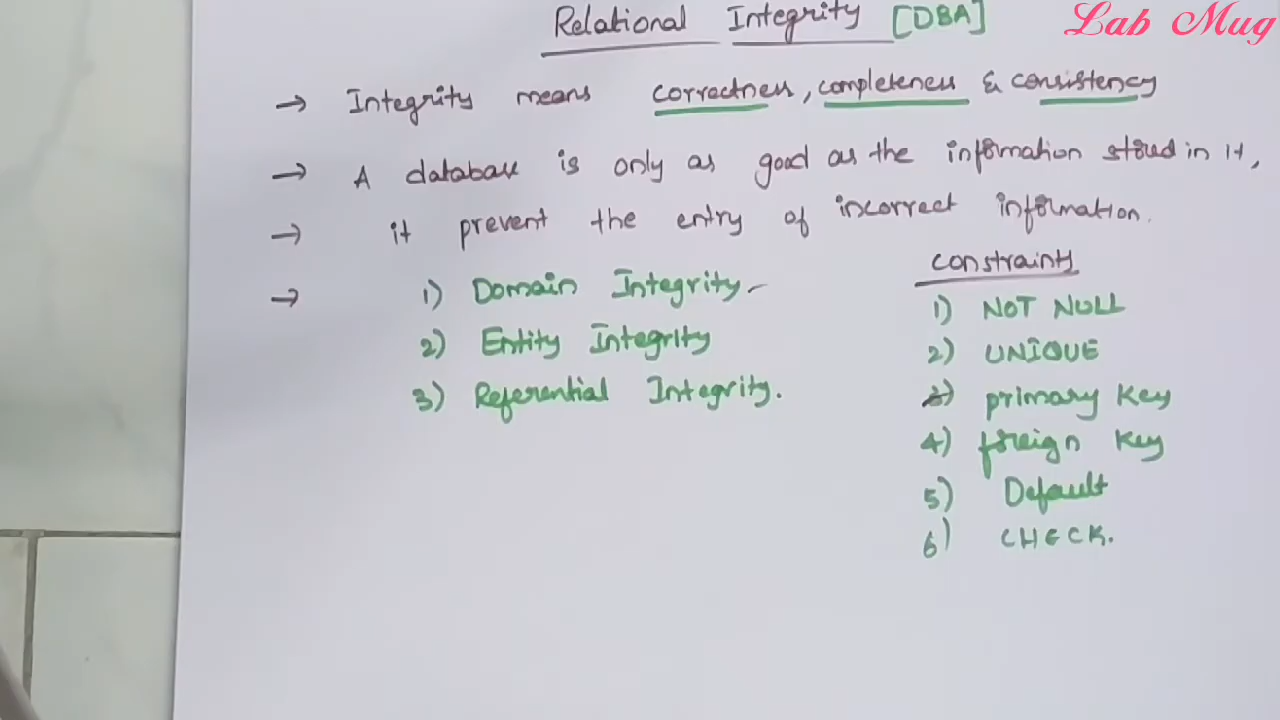 Relational Integrity [DBA]
Lab Mug
→ Integrity means correctness, completeness & consistency
→ A database is only as good as the information stored in it,
→ it prevent the entry of incorrect information.
constraints
→ 1) Domain Integrity
2) Entity Integrity
3) Referential Integrity.
1) NOT NULL
2) UNIQUE
3) primary Key
4) foreign Key
5) Default
6) CHECK.